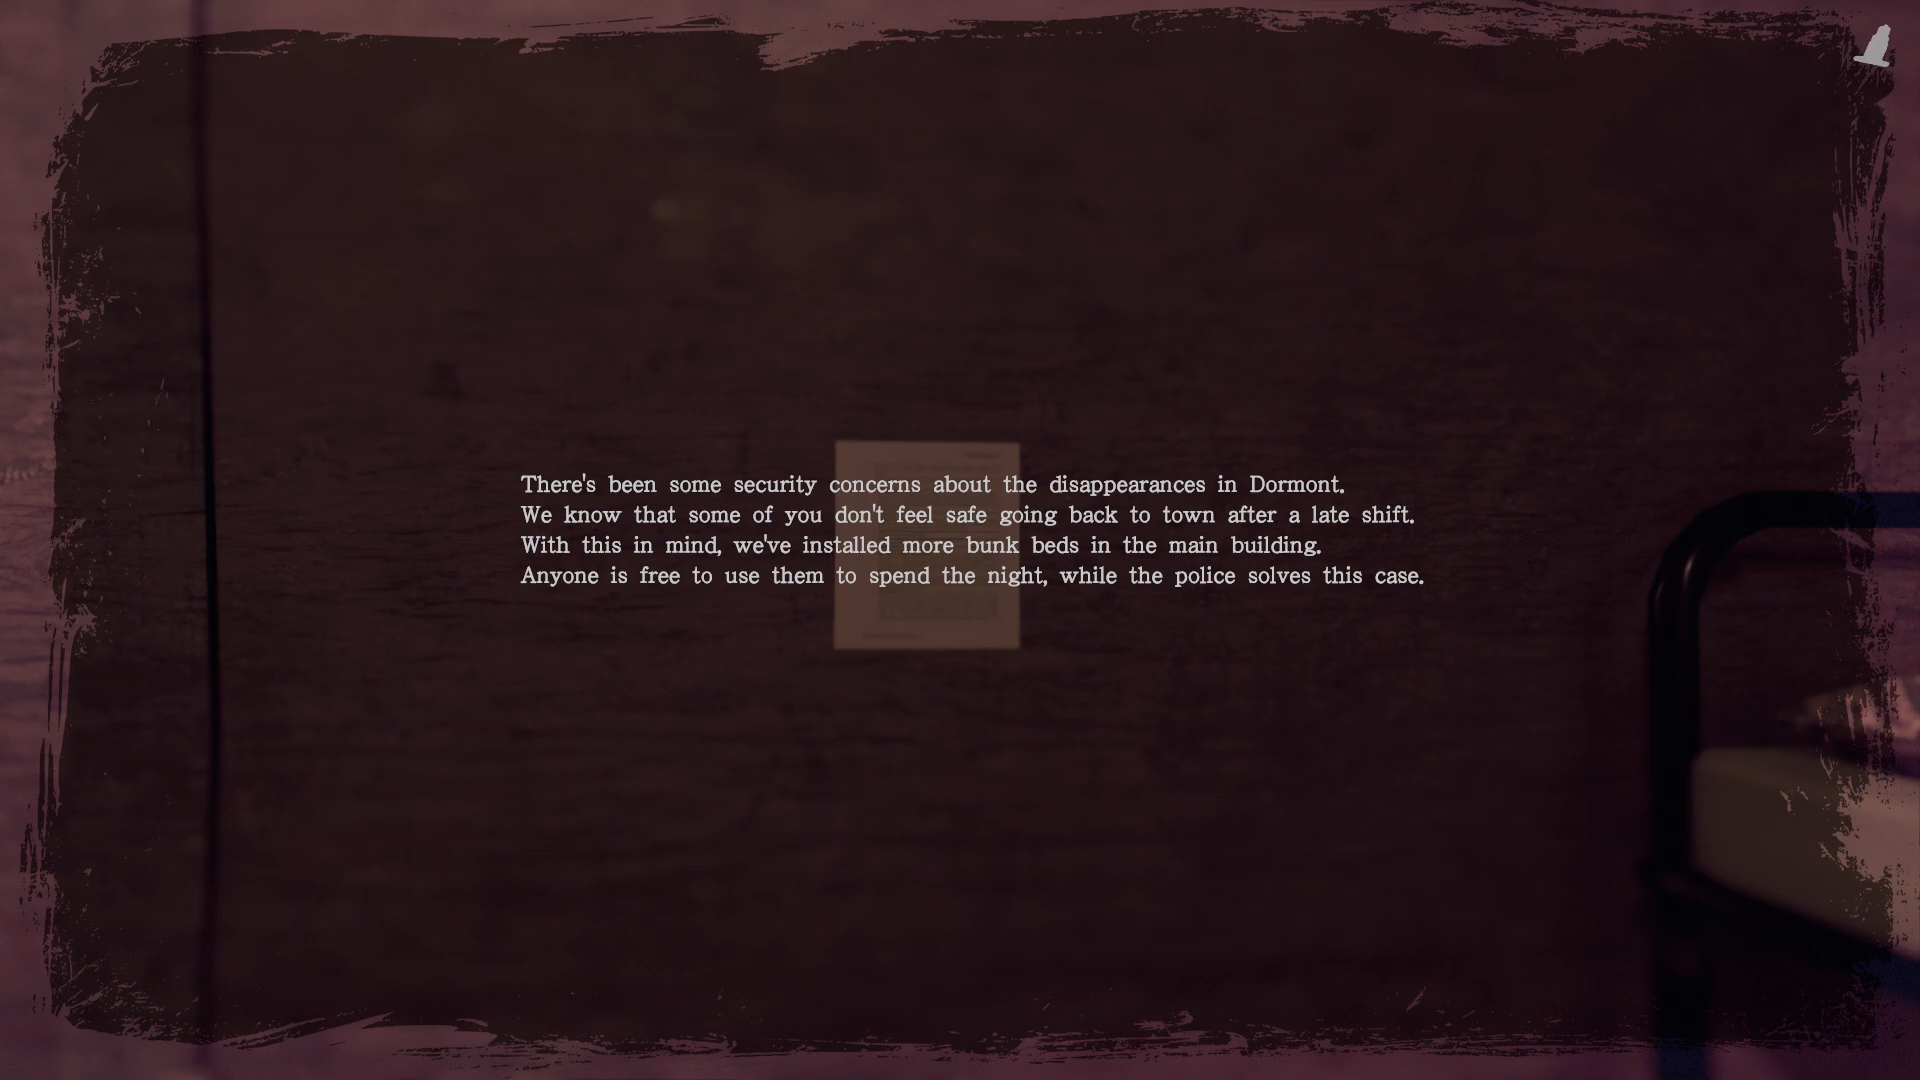 There's been some security concerns about the disappearances in Dormont.
We know that some of you don't feel safe going back to town after a late shift.
With this in mind, we've installed more bunk beds in the main building.
Anyone is free to use them to spend the night, while the police solves this case.